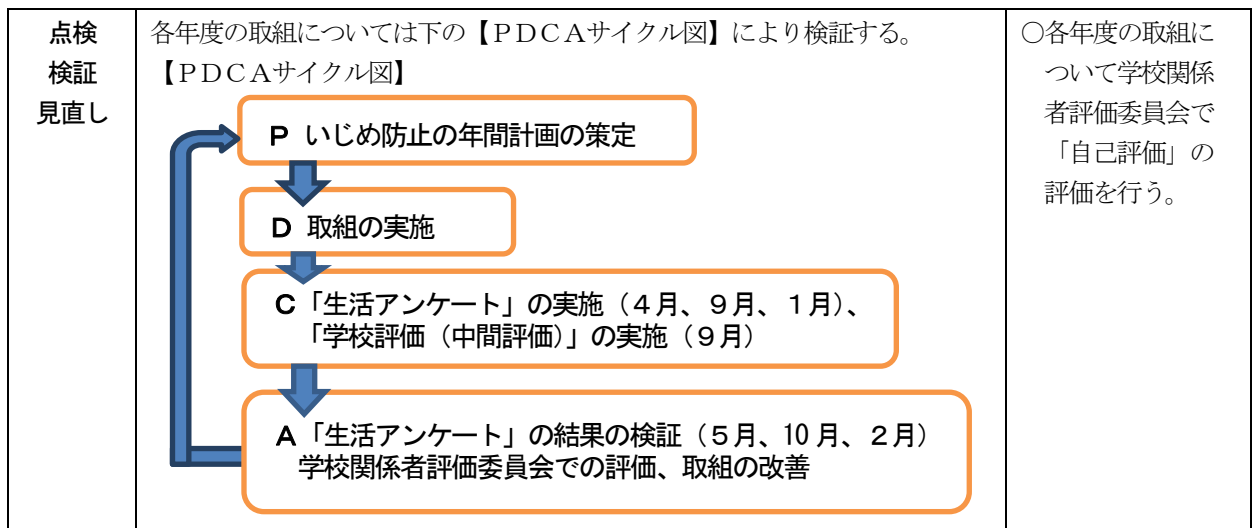 点検
検証
見直し
各年度の取組については下の【ＰＤＣＡサイクル図】により検証する。
【ＰＤＣＡサイクル図】
Ｐ いじめ防止の年間計画の策定
Ｄ 取組の実施
Ｃ「生活アンケート」の実施（４月、９月、１月）、
「学校評価（中間評価）」の実施（９月）
Ａ「生活アンケート」の結果の検証（５月、10 月、２月）
学校関係者評価委員会での評価、取組の改善
○各年度の取組に
ついて学校関係
者評価委員会で
「自己評価」の
評価を行う。